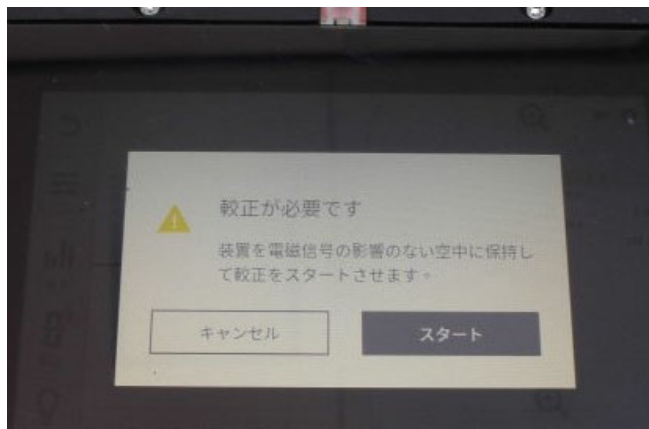 較正が必要です
装置を電磁信号の影響のない空中に保持し
て較正をスタートさせます。
キャンセル
スタート